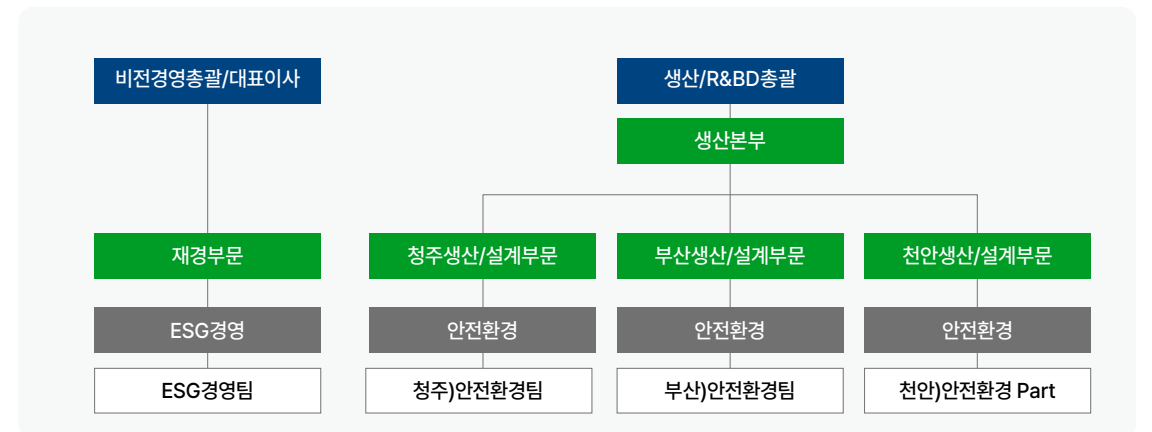 비전경영총괄/대표이사
생산/R&BD총괄
생산본부
재경부문
청주생산/설계부문
부산생산/설계부문
천안생산/설계부문
ESG경영
안전환경
안전환경
안전환경
ESG경영팀
청주)안전환경팀
부산)안전환경팀
천안)안전환경 Part